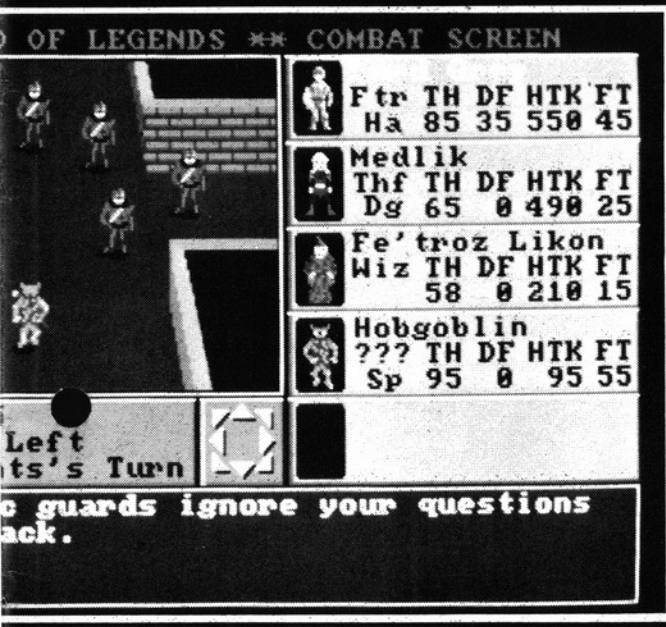 OF LEGENDS ** COMBAT SCREEN
Ftr TH DF HTK FT
Ha 85 35 550 45
Medlik
Thf TH DF HTK FT
Dg 65 0 490 25
Fe'troz Likon
Wiz TH DF HTK FT
58 0 210 15
Hobgoblin
??? TH DF HTK FT
Sp 95 0 95 55
Left
ts's Turn
c guards ignore your questions
ack.